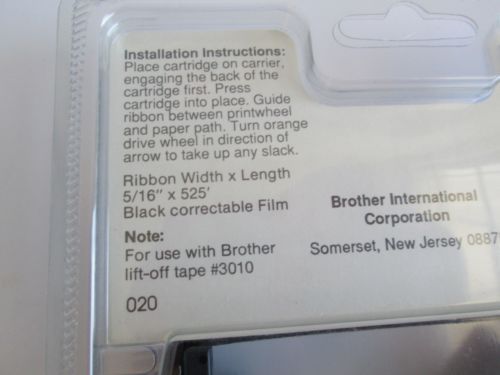 Installation Instructions:
Place cartridge on carrier,
engaging the back of the
cartridge first. Press
cartridge into place. Guide
ribbon between printwheel
and paper path. Turn orange
drive wheel in direction of
arrow to take up any slack.
Ribbon Width x Length
5/16" x 525'
Black correctable Film
Note:
For use with Brother
lift-off tape #3010
020
Brother International
Corporation
Somerset, New Jersey 0887